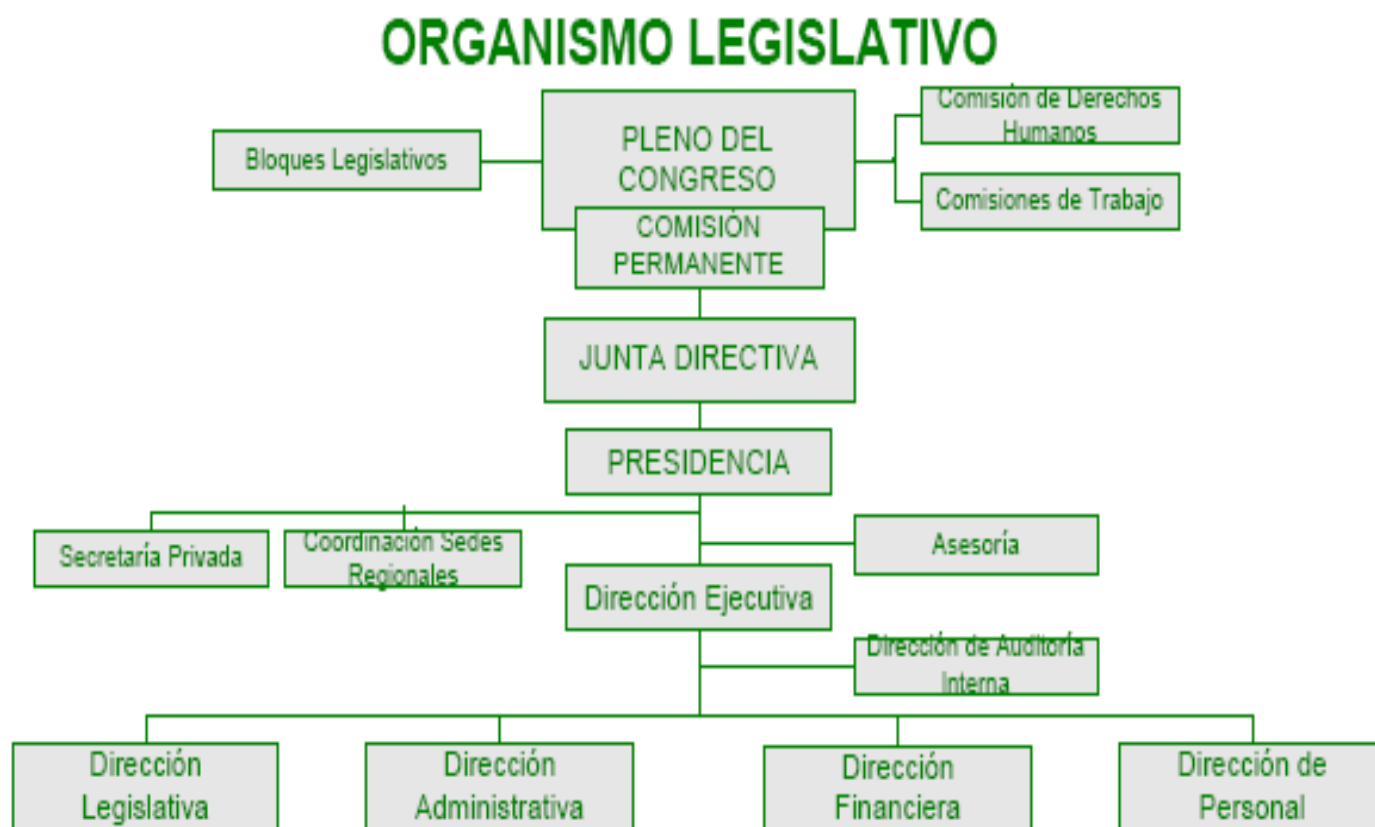 ORGANISMO LEGISLATIVO
Bloques Legislativos
PLENO DEL
CONGRESO
Comisión de Derechos
Humanos
Comisiones de Trabajo
COMISIÓN
PERMANENTE
JUNTA DIRECTIVA
PRESIDENCIA
Secretaría Privada
Coordinación Sedes
Regionales
Asesoría
Dirección Ejecutiva
Dirección de Auditoría
Interna
Dirección
Legislativa
Dirección
Administrativa
Dirección
Financiera
Dirección de
Personal